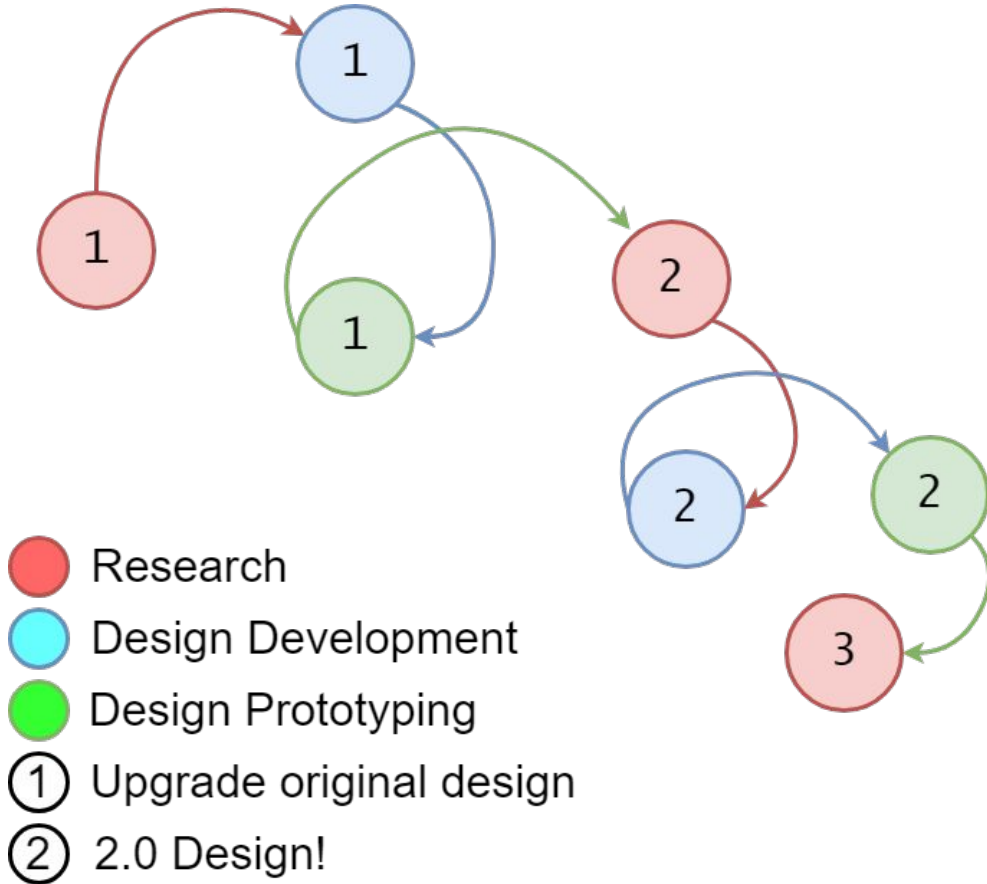 1
1
1
2
2
2
3
Research
Design Development
Design Prototyping
1 Upgrade original design
2 2.0 Design!